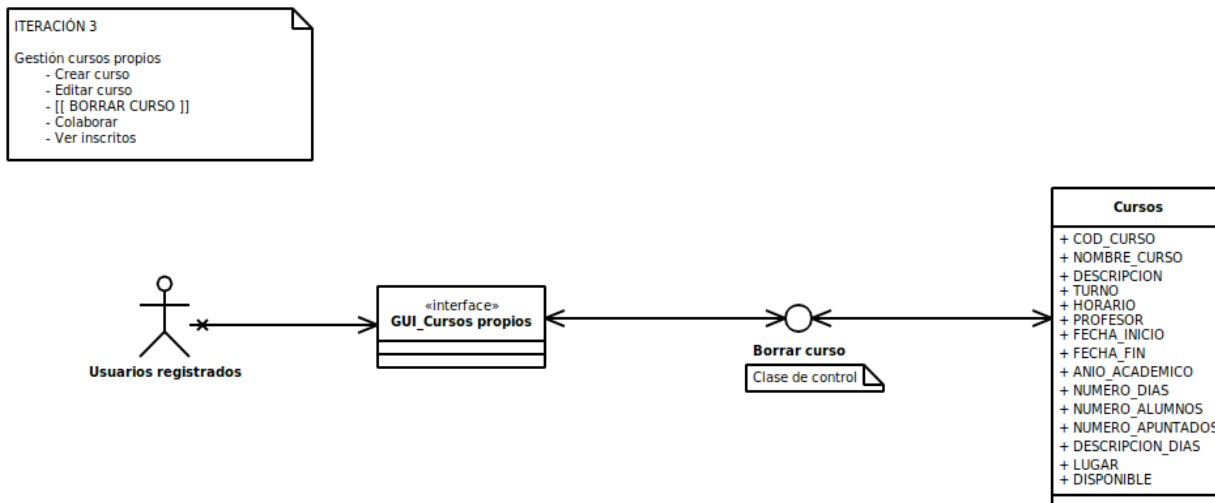 ITERACIÓN 3
Gestión cursos propios
- Crear curso
- Editar curso
- [[ BORRAR CURSO ]]
- Colaborar
- Ver inscritos
Usuarios registrados
«interface»
GUI_Cursos propios
Borrar curso
Clase de control
Cursos
+ COD_CURSO
+ NOMBRE_CURSO
+ DESCRIPCION
+ TURNO
+ HORARIO
+ PROFESOR
+ FECHA_INICIO
+ FECHA_FIN
+ ANIO_ACADEMICO
+ NUMERO_DIAS
+ NUMERO_ALUMNOS
+ NUMERO_APUNTADOS
+ DESCRIPCION_DIAS
+ LUGAR
+ DISPONIBLE